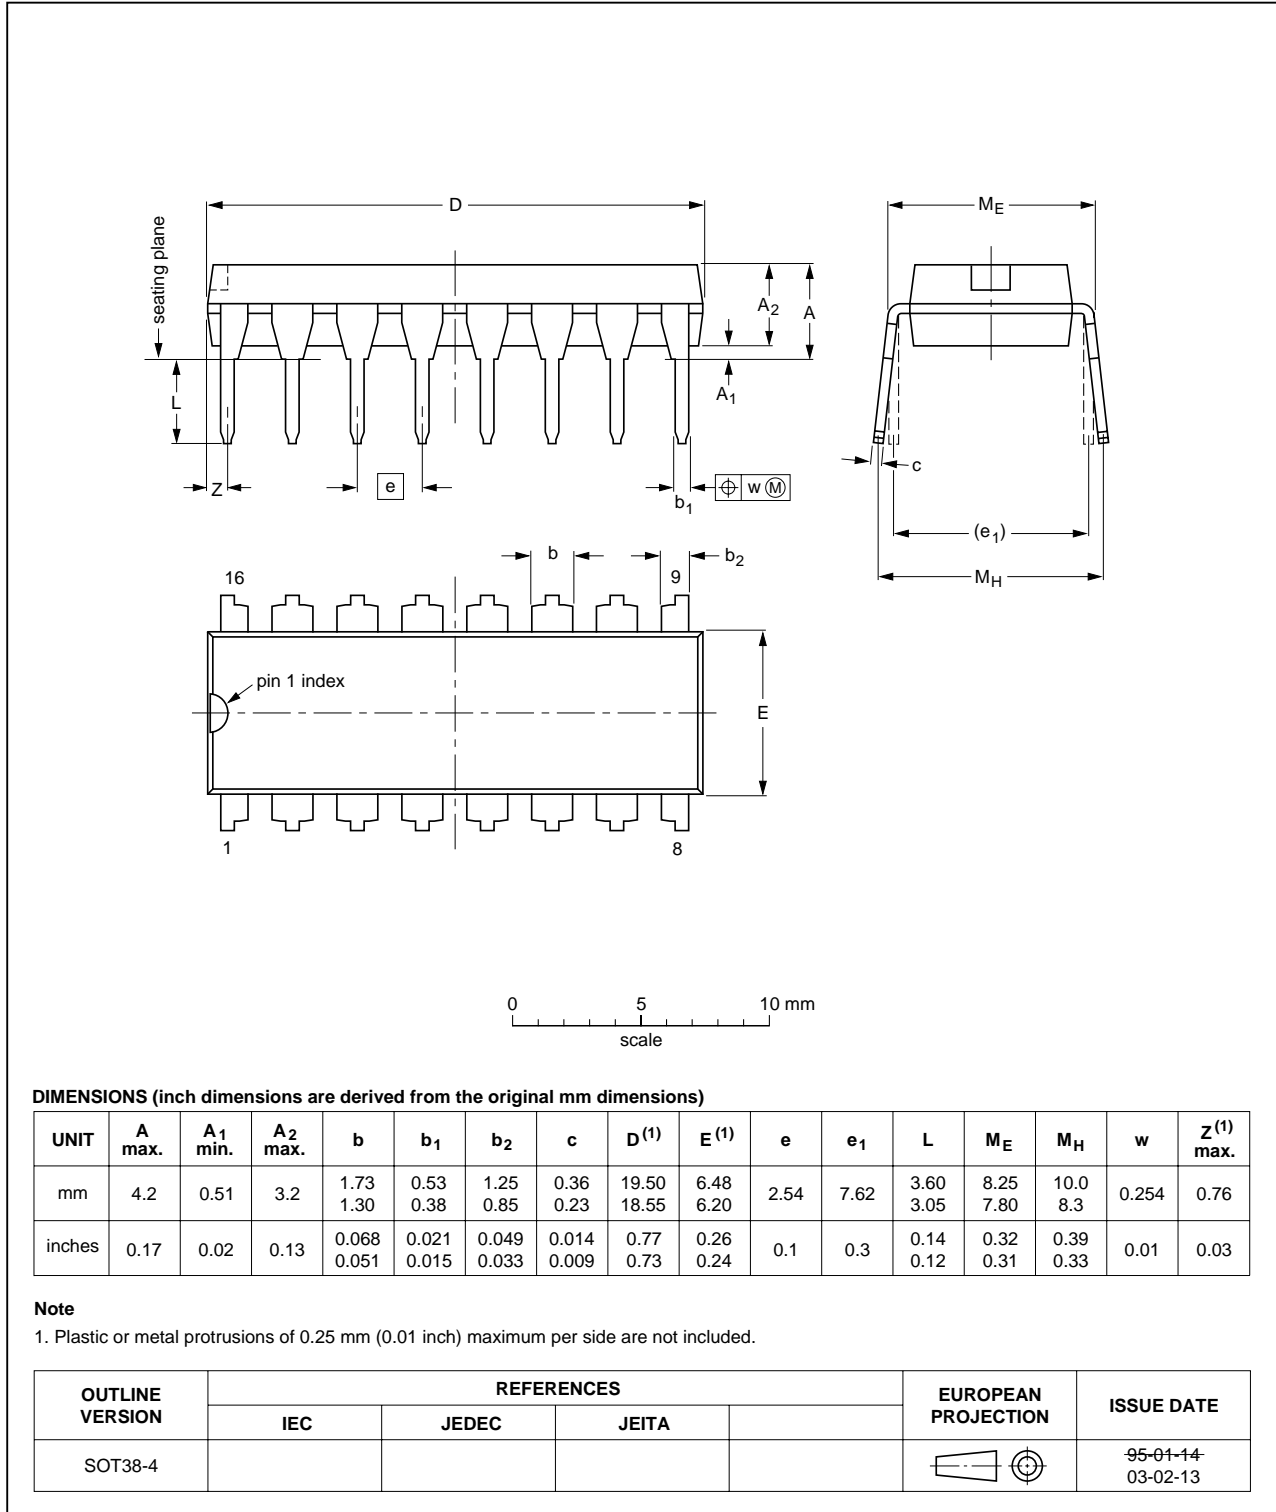 D
M E
seating plane
A 2
A
A 1
L
c
Z
e
b 1
w M
(e 1)
M H
b
b 2
16
9
pin 1 index
E
1
8
0 5 10 mm
scale
DIMENSIONS (inch dimensions are derived from the original mm dimensions)
UNIT A max. A1 min. A2 max. b b1 b2 c D(1) E(1) e e1 L ME MH w Z(1) max.
mm 4.2 0.51 3.2 1.73 1.30 0.53 0.38 1.25 0.85 0.36 0.23 19.50 18.55 6.48 6.20 2.54 7.62 3.60 3.05 8.25 7.80 10.0 8.3 0.254 0.76
inches 0.17 0.02 0.13 0.068 0.051 0.021 0.015 0.049 0.033 0.014 0.009 0.77 0.73 0.26 0.24 0.1 0.3 0.14 0.12 0.32 0.31 0.39 0.33 0.01 0.03
Note
1. Plastic or metal protrusions of 0.25 mm (0.01 inch) maximum per side are not included.
OUTLINE VERSION REFERENCES EUROPEAN PROJECTION ISSUE DATE
IEC JEDEC JEITA
SOT38-4
95-01-14
03-02-13